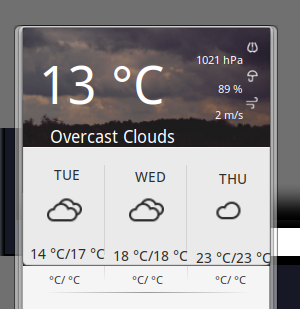 1021 hPa
13 °C
89 %
2 m/s
Overcast Clouds
TUE WED THU
14 °C/17 °C 18 °C/18 °C 23 °C/23 °C
°C/ °C °C/ °C °C/ °C